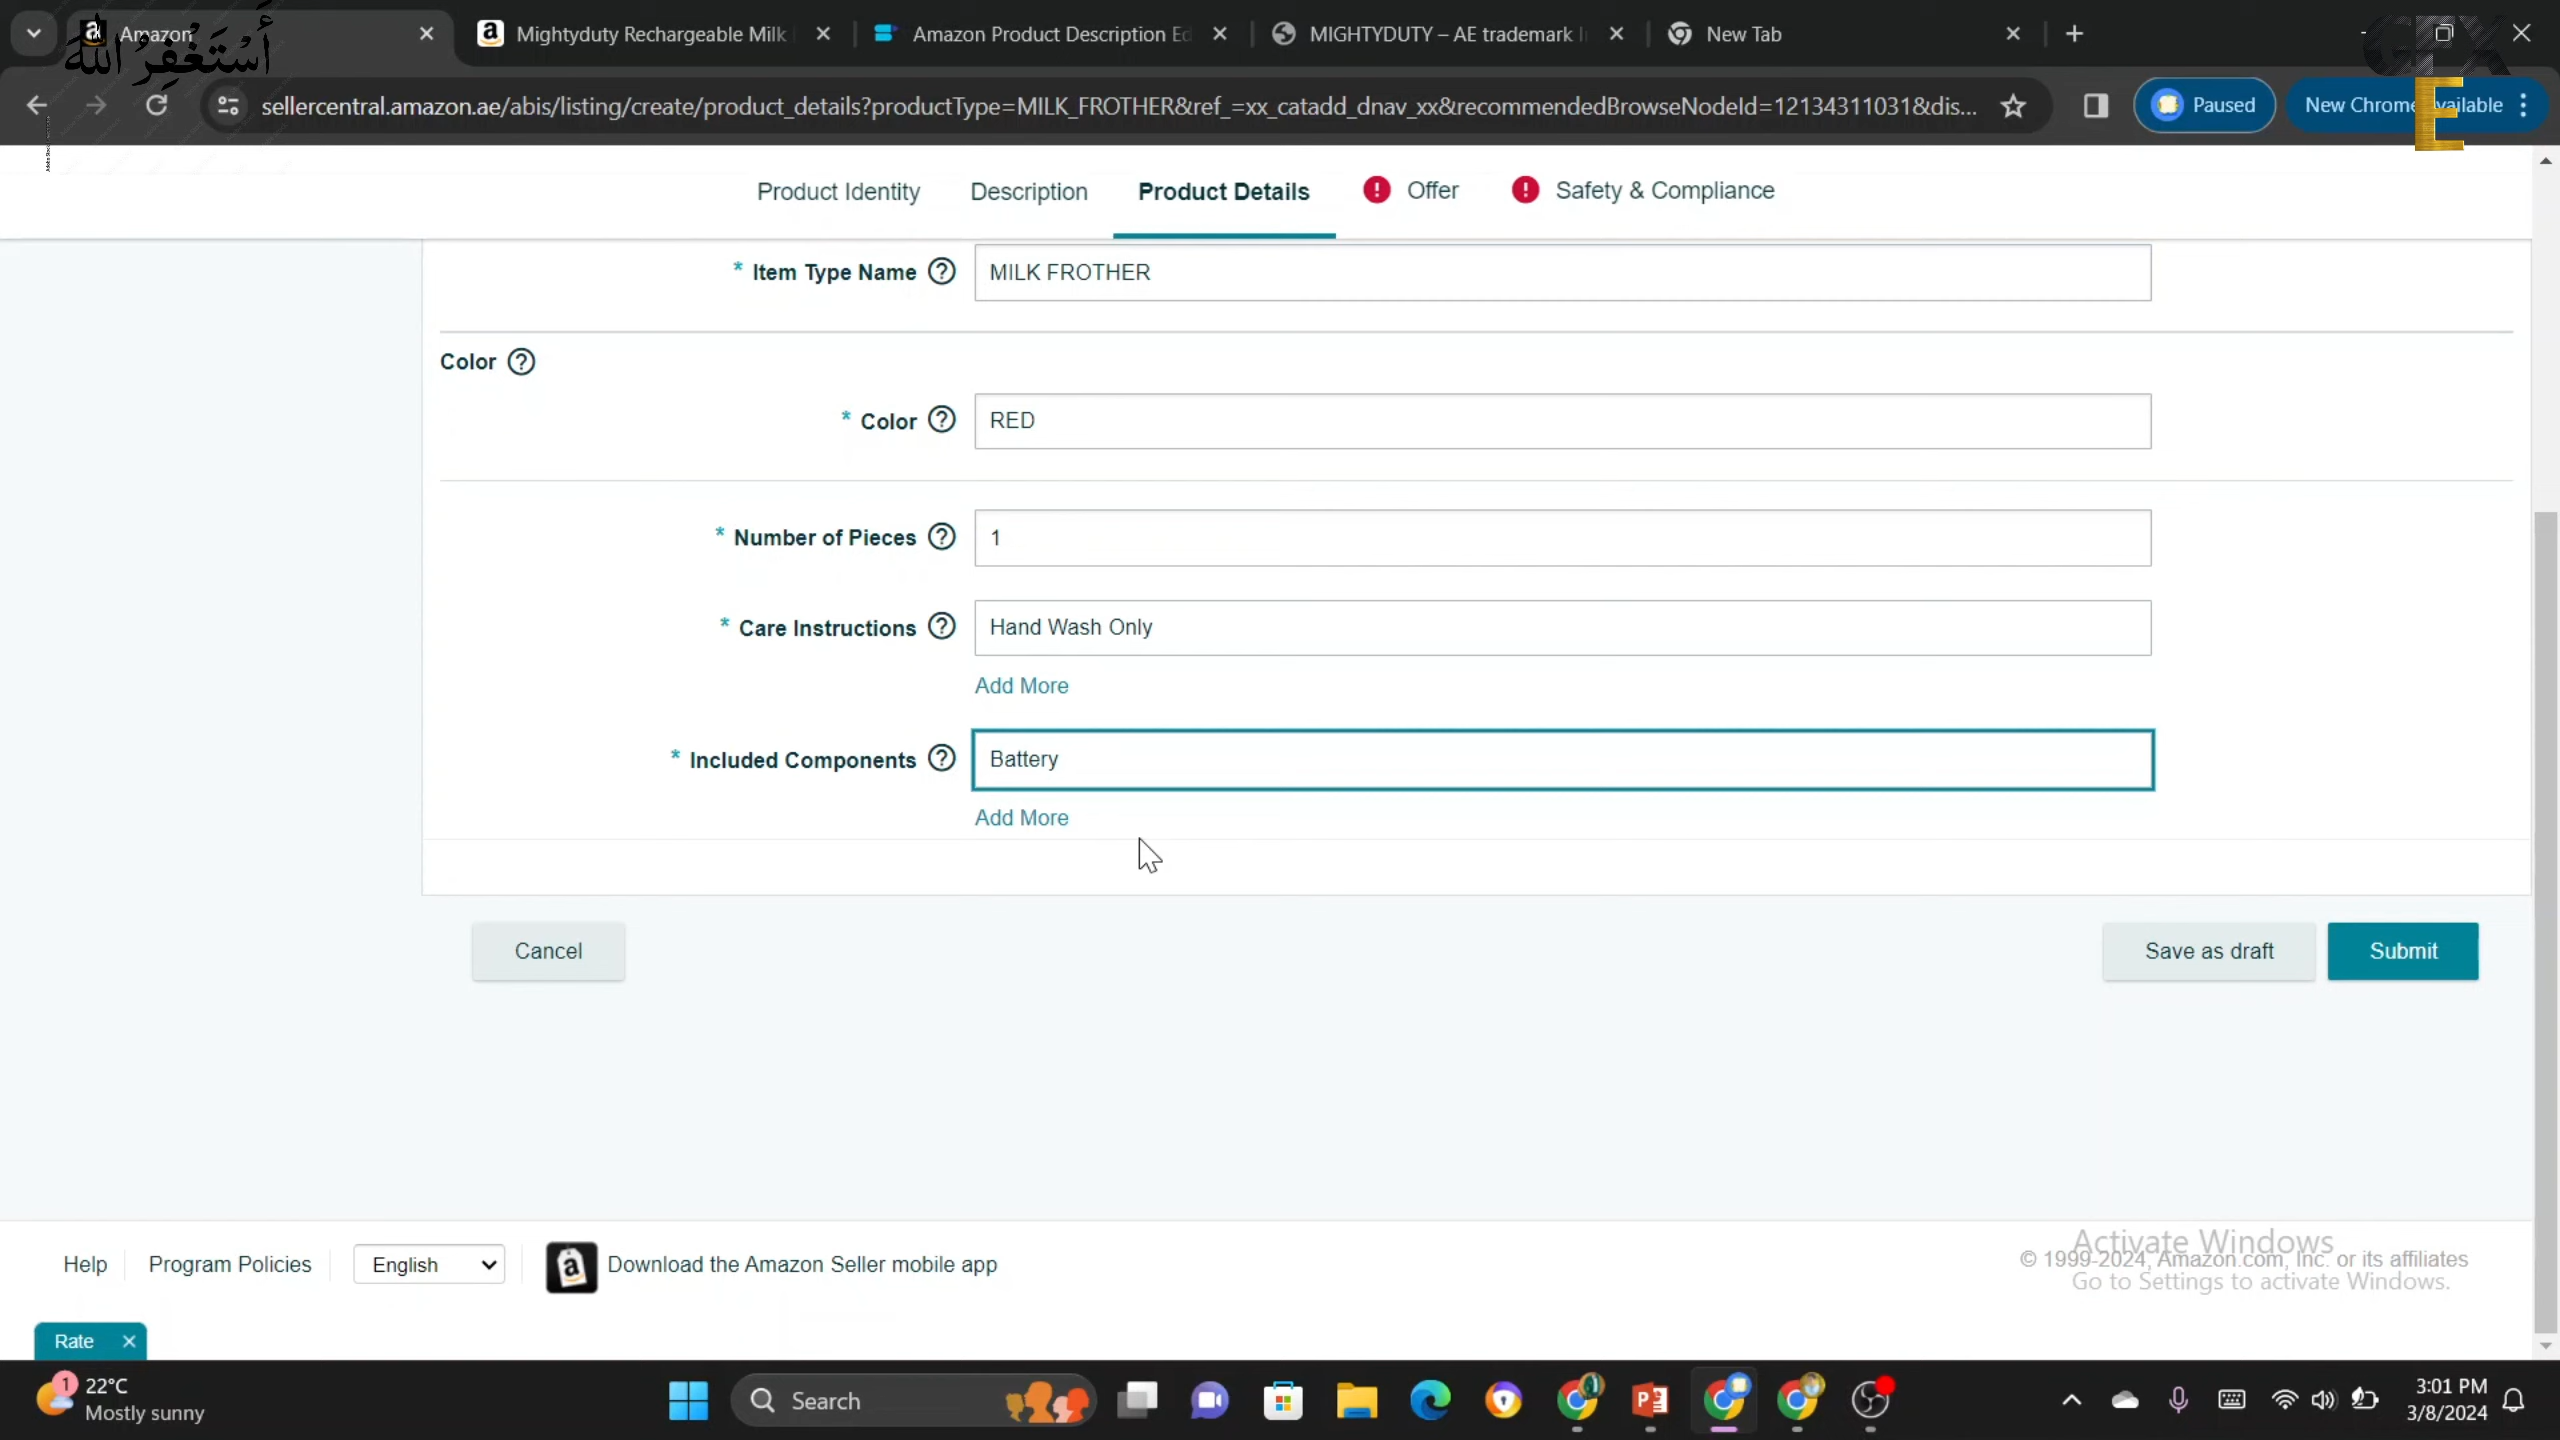 Amazon
Mightyduty Rechargeable Milk
Amazon Product Description Ed
MIGHTYDUTY – AE trademark I
New Tab
أَسْتَغْفِرُ اللّٰه
sellercentral.amazon.ae/abis/listing/create/product_details?productType=MILK_FROTHER&ref_=xx_catadd_dnav_xx&recommendedBrowseNodeId=12134311031&dis...
Paused
New Chrome available
E
Product Identity
Description
Product Details
Offer
Safety & Compliance
* Item Type Name
MILK FROTHER
Color
* Color
RED
* Number of Pieces
1
* Care Instructions
Hand Wash Only
Add More
* Included Components
Battery
Add More
Cancel
Save as draft
Submit
Help
Program Policies
English
Download the Amazon Seller mobile app
© 1999-2024, Amazon.com, Inc. or its affiliates
Activate Windows
Go to Settings to activate Windows.
Rate
1
22°C
Mostly sunny
Search
3:01 PM
3/8/2024